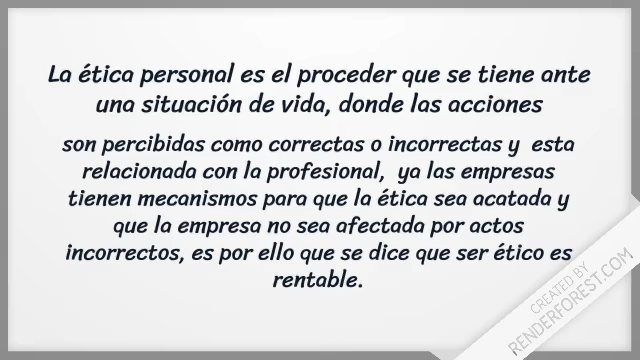 La ética personal es el proceder que se tiene ante
una situación de vida, donde las acciones
son percibidas como correctas o incorrectas y esta
relacionada con la profesional, ya las empresas
tienen mecanismos para que la ética sea acatada y
que la empresa no sea afectada por actos
incorrectos, es por ello que se dice que ser ético es
rentable.
CREATED BY
RENDERFOREST.COM